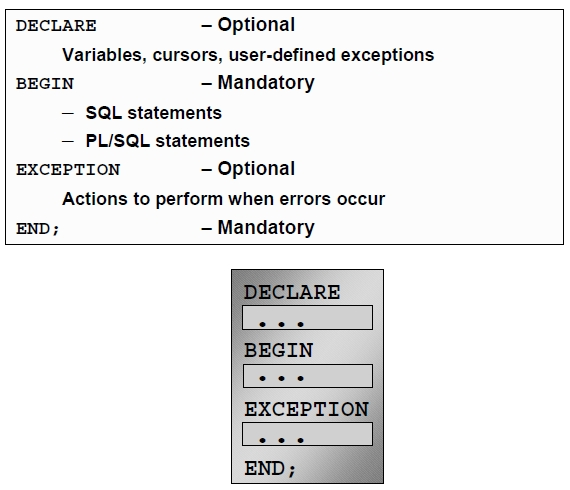 DECLARE – Optional
Variables, cursors, user-defined exceptions
BEGIN – Mandatory
– SQL statements
– PL/SQL statements
EXCEPTION – Optional
Actions to perform when errors occur
END; – Mandatory
DECLARE
...
BEGIN
...
EXCEPTION
...
END;